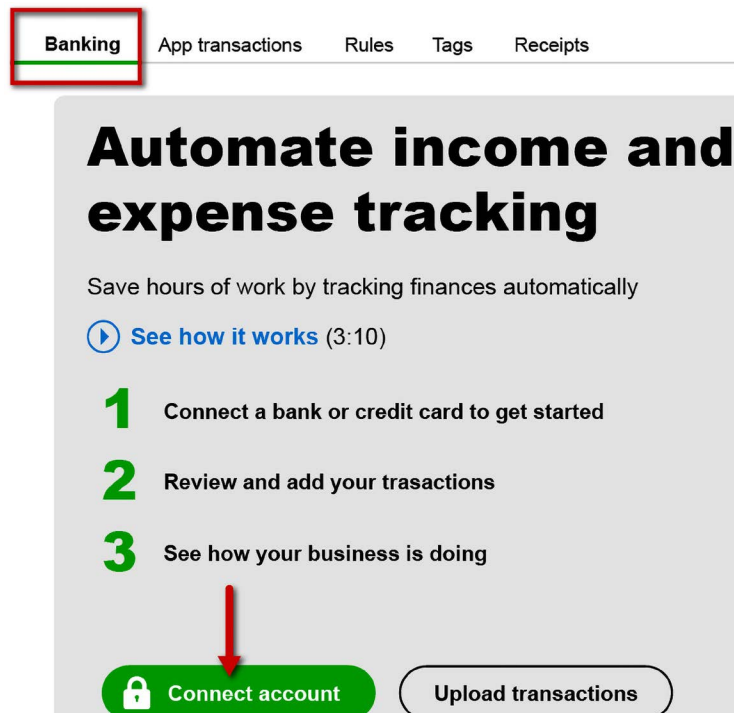 Banking App transactions Rules Tags Receipts
Automate income and
expense tracking
Save hours of work by tracking finances automatically
See how it works (3:10)
1 Connect a bank or credit card to get started
2 Review and add your trasactions
3 See how your business is doing
Connect account Upload transactions